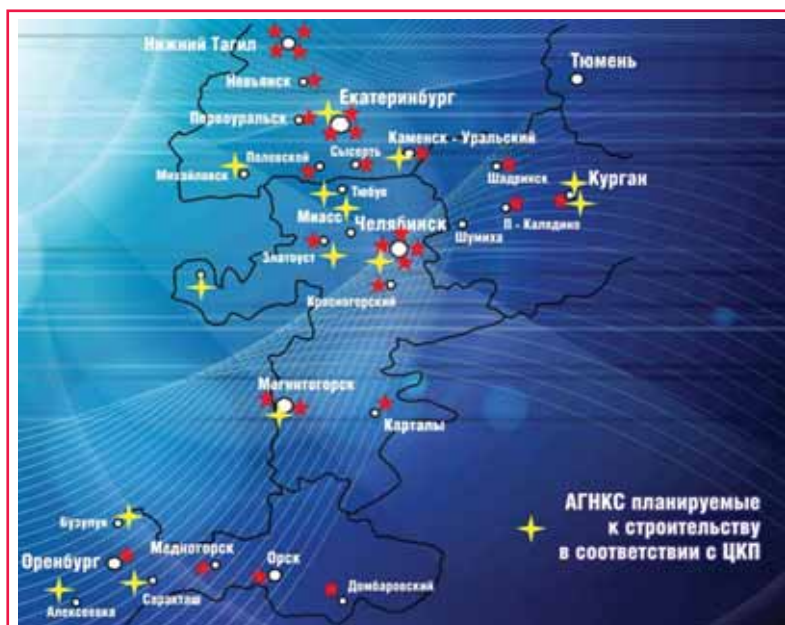 Нижний Тагил
Тюмень
Невьянск
Екатеринбург
Первоуральск
Каменск - Уральский
Полевской
Сысерть
Шадринск
Курган
Михайловск
Тюбук
П - Каладино
Миасс
Челябинск
Шумиха
Златоуст
Красногорский
Магнитогорск
Карталы
АГНКС планируемые
к строительству
в соответствии с ЦКП
Бузулук
Оренбург
Медногорск
Орск
Домбаровский
Саракташ
Алексеевка